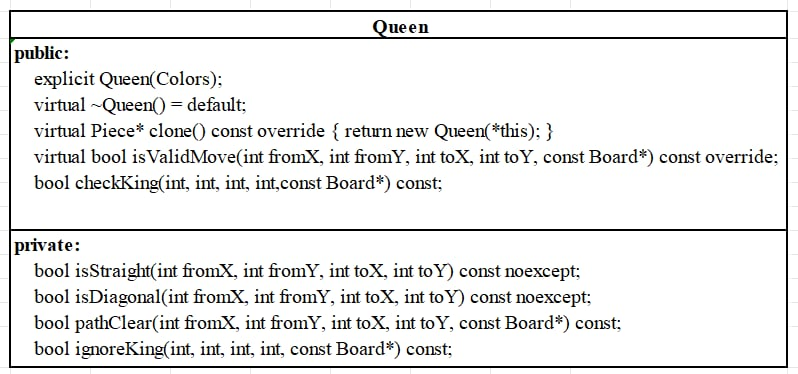 Queen
public:
explicit Queen(Colors);
virtual ~Queen() = default;
virtual Piece* clone() const override { return new Queen(*this); }
virtual bool isValidMove(int fromX, int fromY, int toX, int toY, const Board*) const override;
bool checkKing(int, int, int, int,const Board*) const;
private:
bool isStraight(int fromX, int fromY, int toX, int toY) const noexcept;
bool isDiagonal(int fromX, int fromY, int toX, int toY) const noexcept;
bool pathClear(int fromX, int fromY, int toX, int toY, const Board*) const;
bool ignoreKing(int, int, int, int, const Board*) const;